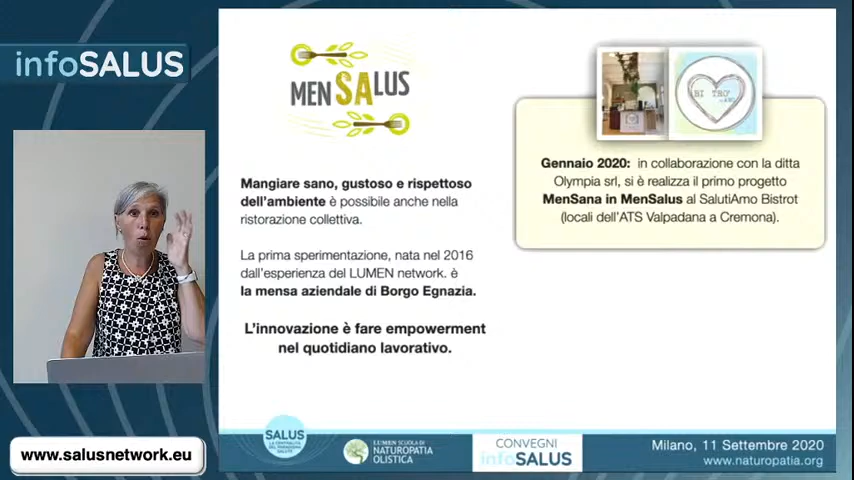 infoSALUS
MEN SALUS
Mangiare sano, gustoso e rispettoso
dell'ambiente è possibile anche nella
ristorazione collettiva.
La prima sperimentazione, nata nel 2016
dall'esperienza del LUMEN network. è
la mensa aziendale di Borgo Egnazia.
L'innovazione è fare empowerment
nel quotidiano lavorativo.
Gennaio 2020: in collaborazione con la ditta
Olympia srl, si è realizza il primo progetto
MenSana in MenSalus al SalutiAmo Bistrot
(locali dell'ATS Valpadana a Cremona).
www.salusnetwork.eu
SALUS
LUMEN SCUOLA DI
NATUROPATIA
OLISTICA
CONVEGNI
infoSALUS
Milano, 11 Settembre 2020
www.naturopatia.org